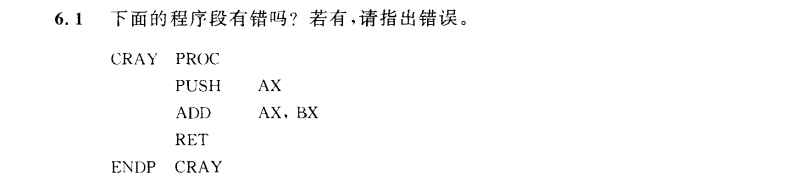 6.1 下面的程序段有错吗？若有，请指出错误。
CRAY PROC
PUSH AX
ADD AX, BX
RET
ENDP CRAY